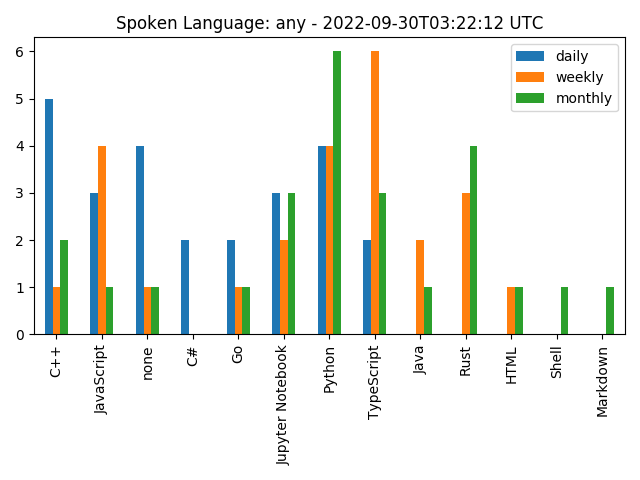 Spoken Language: any - 2022-09-30T03:22:12 UTC
daily
weekly
monthly
6
5
4
3
2
1
0
C++
JavaScript
none
C#
Go
Jupyter Notebook
Python
TypeScript
Java
Rust
HTML
Shell
Markdown